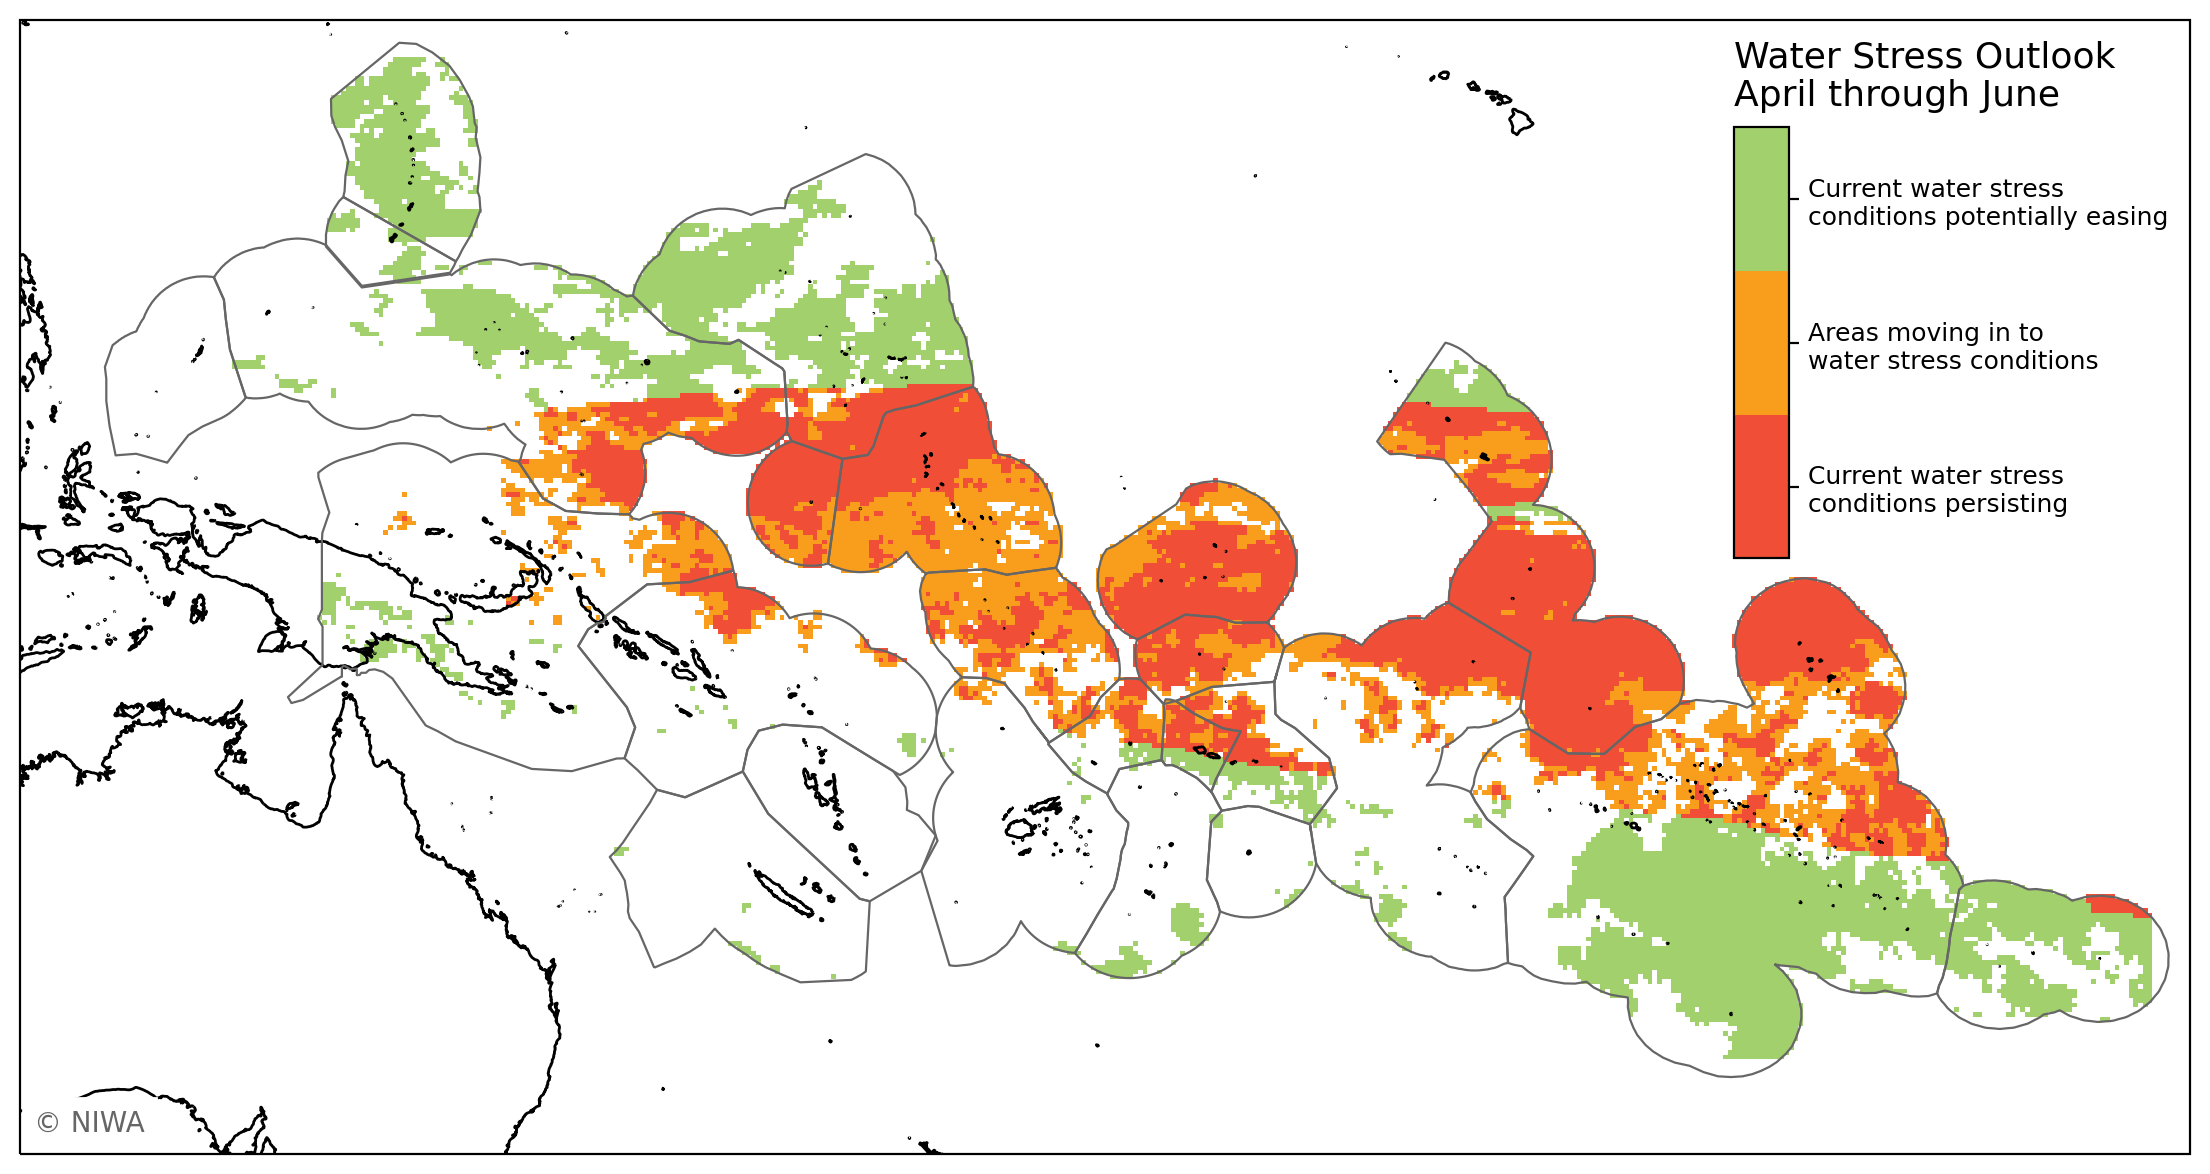 Water Stress Outlook
April through June
Current water stress
conditions potentially easing
Areas moving in to
water stress conditions
Current water stress
conditions persisting
© NIWA